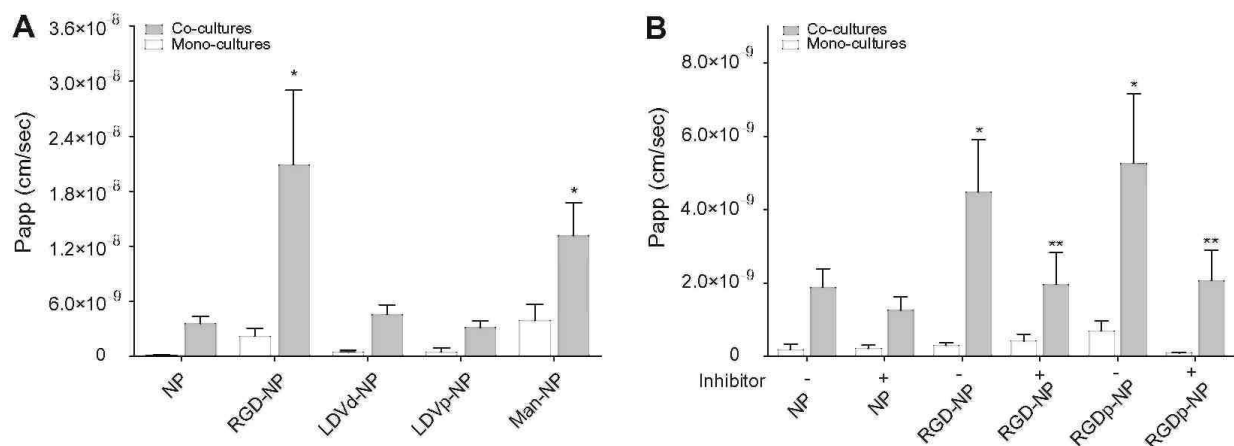 A
Co-cultures
Mono-cultures
Papp (cm/sec)
3.6×10⁻⁸
3.0×10⁻⁸
2.4×10⁻⁸
1.8×10⁻⁸
1.2×10⁻⁸
6.0×10⁻⁹
0
*
*
NP
RGD-NP
LDVd-NP
LDVp-NP
Man-NP
B
Co-cultures
Mono-cultures
Papp (cm/sec)
8.0×10⁻⁹
6.0×10⁻⁹
4.0×10⁻⁹
2.0×10⁻⁹
0
*
**
*
**
Inhibitor - + - + - +
NP
NP
RGD-NP
RGD-NP
RGDp-NP
RGDp-NP